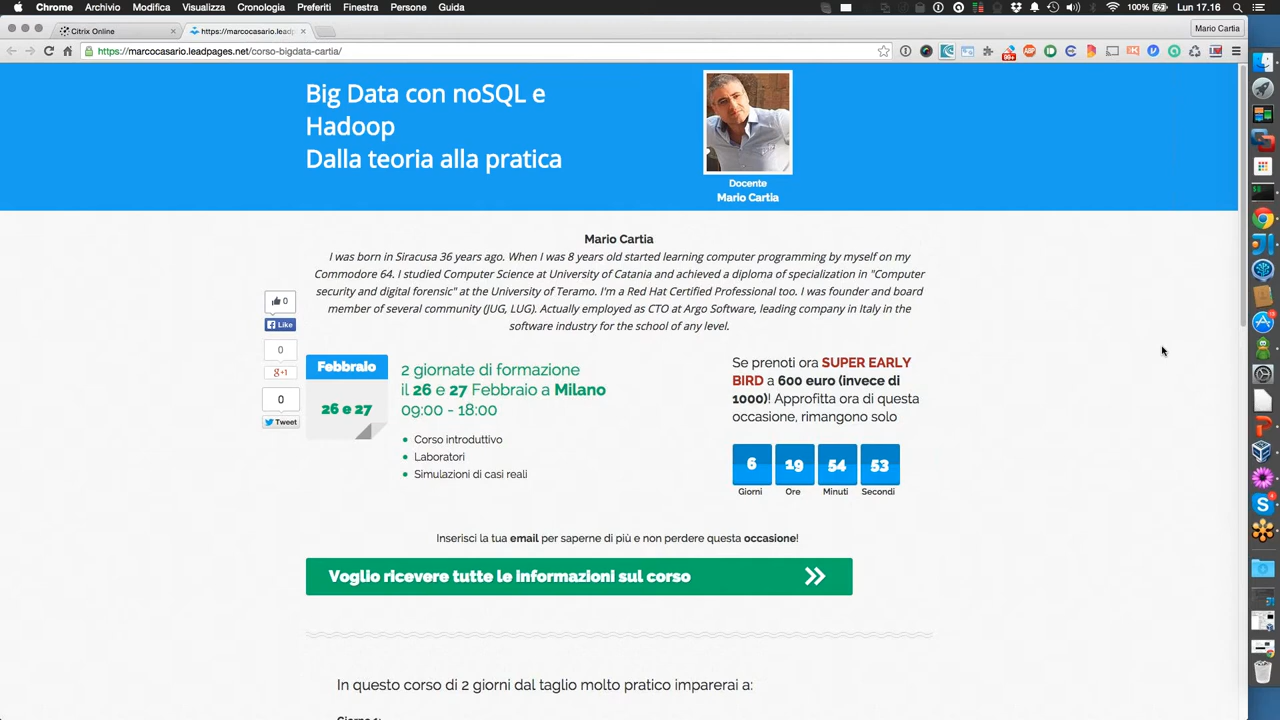 Chrome Archivio Modifica Visualizza Cronologia Preferiti Finestra Persone Guida
100% Lun 17.16
Citrix Online
https://marcocasario.leadpag
Mario Cartia
https://marcocasario.leadpages.net/corso-bigdata-cartia/
Big Data con noSQL e
Hadoop
Dalla teoria alla pratica
Docente
Mario Cartia
Mario Cartia
I was born in Siracusa 36 years ago. When I was 8 years old started learning computer programming by myself on my
Commodore 64. I studied Computer Science at University of Catania and achieved a diploma of specialization in "Computer
security and digital forensic" at the University of Teramo. I'm a Red Hat Certified Professional too. I was founder and board
member of several community (JUG, LUG). Actually employed as CTO at Argo Software, leading company in Italy in the
software industry for the school of any level.
0
Like
0
g+1
0
Tweet
Febbraio
26 e 27
2 giornate di formazione
il 26 e 27 Febbraio a Milano
09:00 - 18:00
Corso introduttivo
Laboratori
Simulazioni di casi reali
Se prenoti ora SUPER EARLY
BIRD a 600 euro (invece di
1000)! Approfitta ora di questa
occasione, rimangono solo
6 19 54 53
Giorni Ore Minuti Secondi
Inserisci la tua email per saperne di più e non perdere questa occasione!
Voglio ricevere tutte le informazioni sul corso
In questo corso di 2 giorni dal taglio molto pratico imparerai a:
Giorno 1: